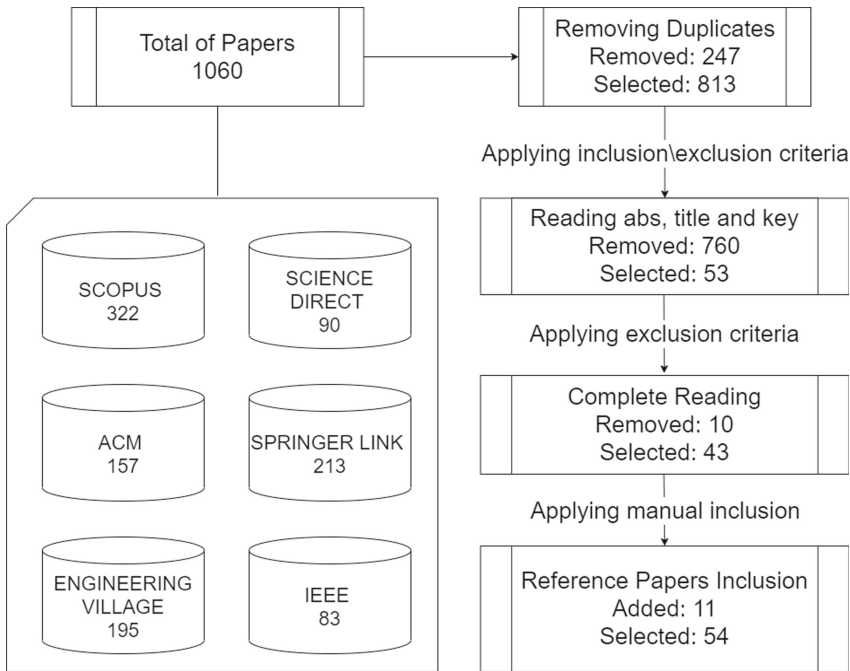 Total of Papers
1060
Removing Duplicates
Removed: 247
Selected: 813
Applying inclusion\exclusion criteria
Reading abs, title and key
Removed: 760
Selected: 53
Applying exclusion criteria
Complete Reading
Removed: 10
Selected: 43
Applying manual inclusion
Reference Papers Inclusion
Added: 11
Selected: 54
SCOPUS
322
SCIENCE
DIRECT
90
ACM
157
SPRINGER LINK
213
ENGINEERING
VILLAGE
195
IEEE
83